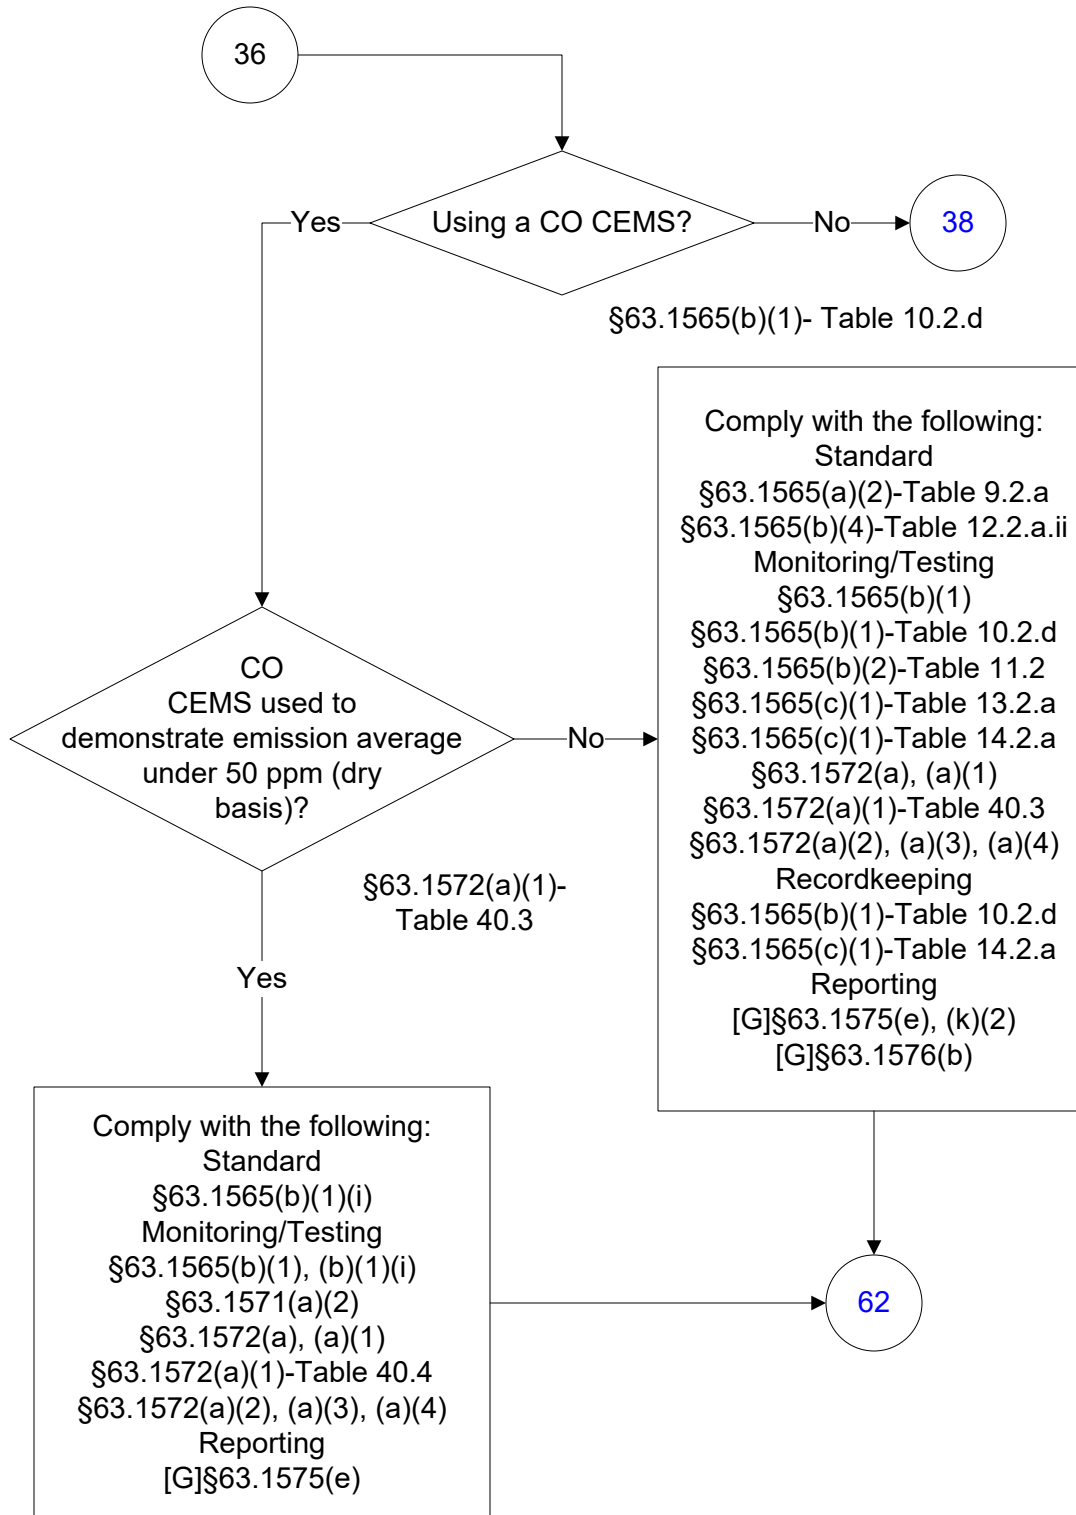 36
Using a CO CEMS?
Yes
No
38
§63.1565(b)(1)- Table 10.2.d
CO
CEMS used to
demonstrate emission average
under 50 ppm (dry
basis)?
No
§63.1572(a)(1)-
Table 40.3
Yes
Comply with the following:
Standard
§63.1565(a)(2)-Table 9.2.a
§63.1565(b)(4)-Table 12.2.a.ii
Monitoring/Testing
§63.1565(b)(1)
§63.1565(b)(1)-Table 10.2.d
§63.1565(b)(2)-Table 11.2
§63.1565(c)(1)-Table 13.2.a
§63.1565(c)(1)-Table 14.2.a
§63.1572(a), (a)(1)
§63.1572(a)(1)-Table 40.3
§63.1572(a)(2), (a)(3), (a)(4)
Recordkeeping
§63.1565(b)(1)-Table 10.2.d
§63.1565(c)(1)-Table 14.2.a
Reporting
[G]§63.1575(e), (k)(2)
[G]§63.1576(b)
Comply with the following:
Standard
§63.1565(b)(1)(i)
Monitoring/Testing
§63.1565(b)(1), (b)(1)(i)
§63.1571(a)(2)
§63.1572(a), (a)(1)
§63.1572(a)(1)-Table 40.4
§63.1572(a)(2), (a)(3), (a)(4)
Reporting
[G]§63.1575(e)
62